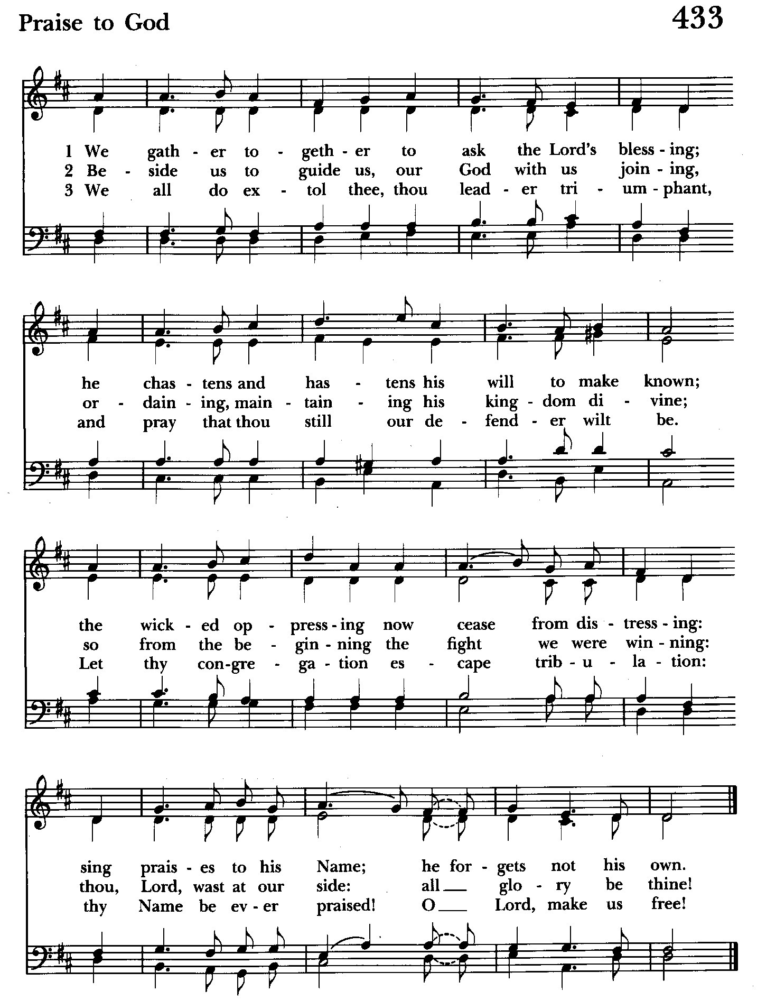 Praise to God 433
1 We gath - er to - geth - er to ask the Lord's bless - ing;
2 Be - side us to guide us, our God with us join - ing,
3 We all do ex - tol thee, thou lead - er tri - um - phant,
he chas - tens and has - tens his will to make known;
or - dain - ing, main - tain - ing his king - dom di - vine;
and pray that thou still our de - fend - er wilt be.
the wick - ed op - press - ing now cease from dis - tress - ing:
so from the be - gin - ning the fight we were win - ning:
Let thy con - gre - ga - tion es - cape trib - u - la - tion:
sing prais - es to his Name; he for - gets not his own.
thou, Lord, wast at our side: all __ glo - ry be thine!
thy Name be ev - er praised! O __ Lord, make us free!